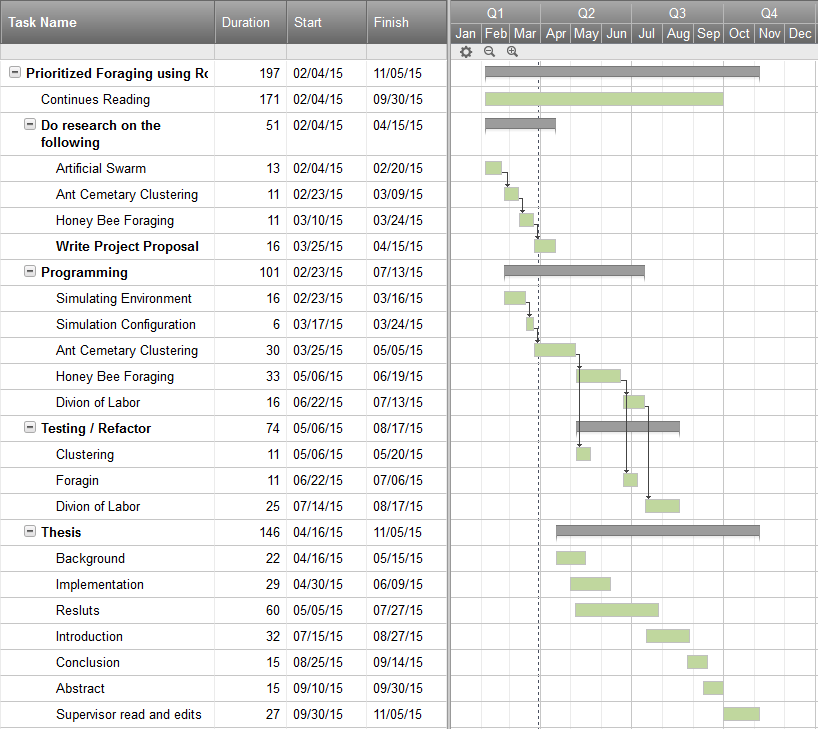 Task Name Duration Start Finish Q1 Q2 Q3 Q4
Jan Feb Mar Apr May Jun Jul Aug Sep Oct Nov Dec
Prioritized Foraging using Ro 197 02/04/15 11/05/15
Continues Reading 171 02/04/15 09/30/15
Do research on the 51 02/04/15 04/15/15
following
Artificial Swarm 13 02/04/15 02/20/15
Ant Cemetary Clustering 11 02/23/15 03/09/15
Honey Bee Foraging 11 03/10/15 03/24/15
Write Project Proposal 16 03/25/15 04/15/15
Programming 101 02/23/15 07/13/15
Simulating Environment 16 02/23/15 03/16/15
Simulation Configuration 6 03/17/15 03/24/15
Ant Cemetary Clustering 30 03/25/15 05/05/15
Honey Bee Foraging 33 05/06/15 06/19/15
Divion of Labor 16 06/22/15 07/13/15
Testing / Refactor 74 05/06/15 08/17/15
Clustering 11 05/06/15 05/20/15
Foragin 11 06/22/15 07/06/15
Divion of Labor 25 07/14/15 08/17/15
Thesis 146 04/16/15 11/05/15
Background 22 04/16/15 05/15/15
Implementation 29 04/30/15 06/09/15
Resluts 60 05/05/15 07/27/15
Introduction 32 07/15/15 08/27/15
Conclusion 15 08/25/15 09/14/15
Abstract 15 09/10/15 09/30/15
Supervisor read and edits 27 09/30/15 11/05/15